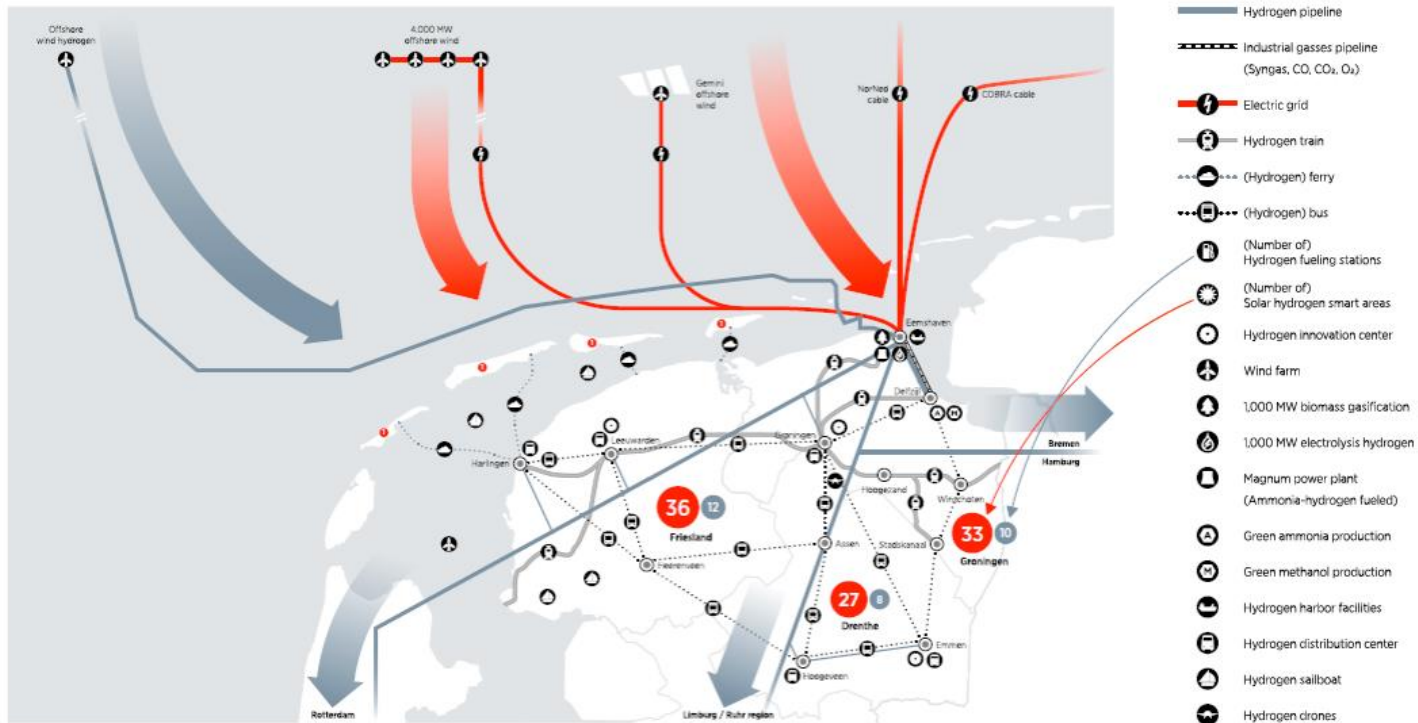 Offshore
wind hydrogen
4.000 MW
offshore wind
Gemini
offshore
wind
NorNed
cable
COBRA cable
Eemshaven
Delfzijl
A
M
Bremen
Hamburg
Groningen
Leeuwarden
Harlingen
Hoogezand
Winschoten
1
1
1
1
36
12
Friesland
33
10
Groningen
Assen
Stadskanaal
Heerenveen
27
8
Drenthe
Emmen
Hoogeveen
Rotterdam
Limburg / Ruhr region
Hydrogen pipeline
Industrial gasses pipeline
(Syngas, CO, CO₂, O₂)
Electric grid
Hydrogen train
(Hydrogen) ferry
(Hydrogen) bus
(Number of)
Hydrogen fueling stations
(Number of)
Solar hydrogen smart areas
Hydrogen innovation center
Wind farm
1,000 MW biomass gasification
1,000 MW electrolysis hydrogen
Magnum power plant
(Ammonia-hydrogen fueled)
A
Green ammonia production
M
Green methanol production
Hydrogen harbor facilities
Hydrogen distribution center
Hydrogen sailboat
Hydrogen drones